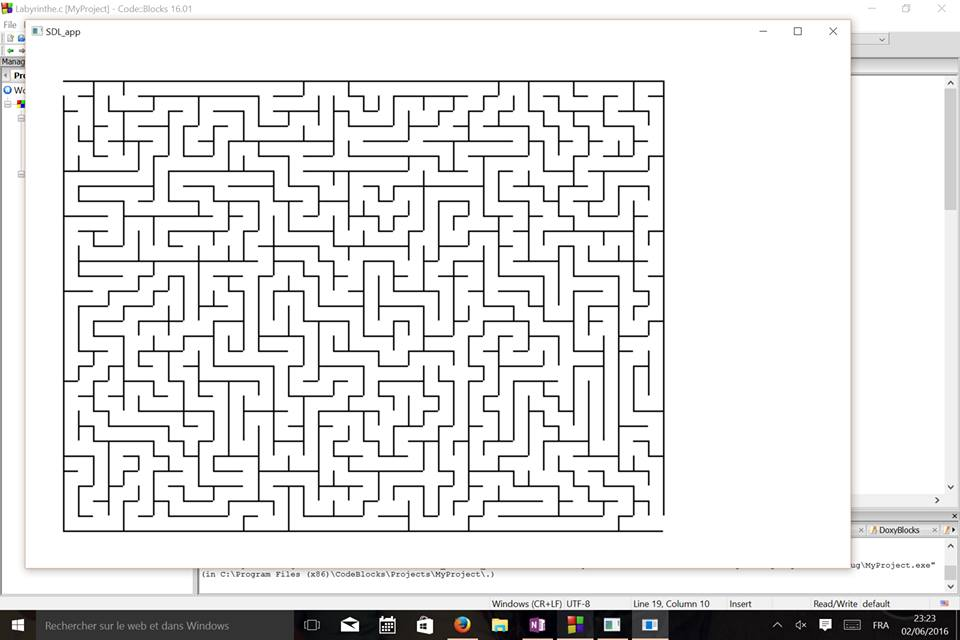 Labyrinthe.c [MyProject] - Code::Blocks 16.01
File
SDL_app
Manag
Pr
Wo
DoxyBlocks
ug\MyProject.exe"
(in C:\Program Files (x86)\CodeBlocks\Projects\MyProject\.)
Windows (CR+LF) UTF-8 Line 19, Column 10 Insert Read/Write default
Rechercher sur le web et dans Windows
FRA
23:23
02/06/2016